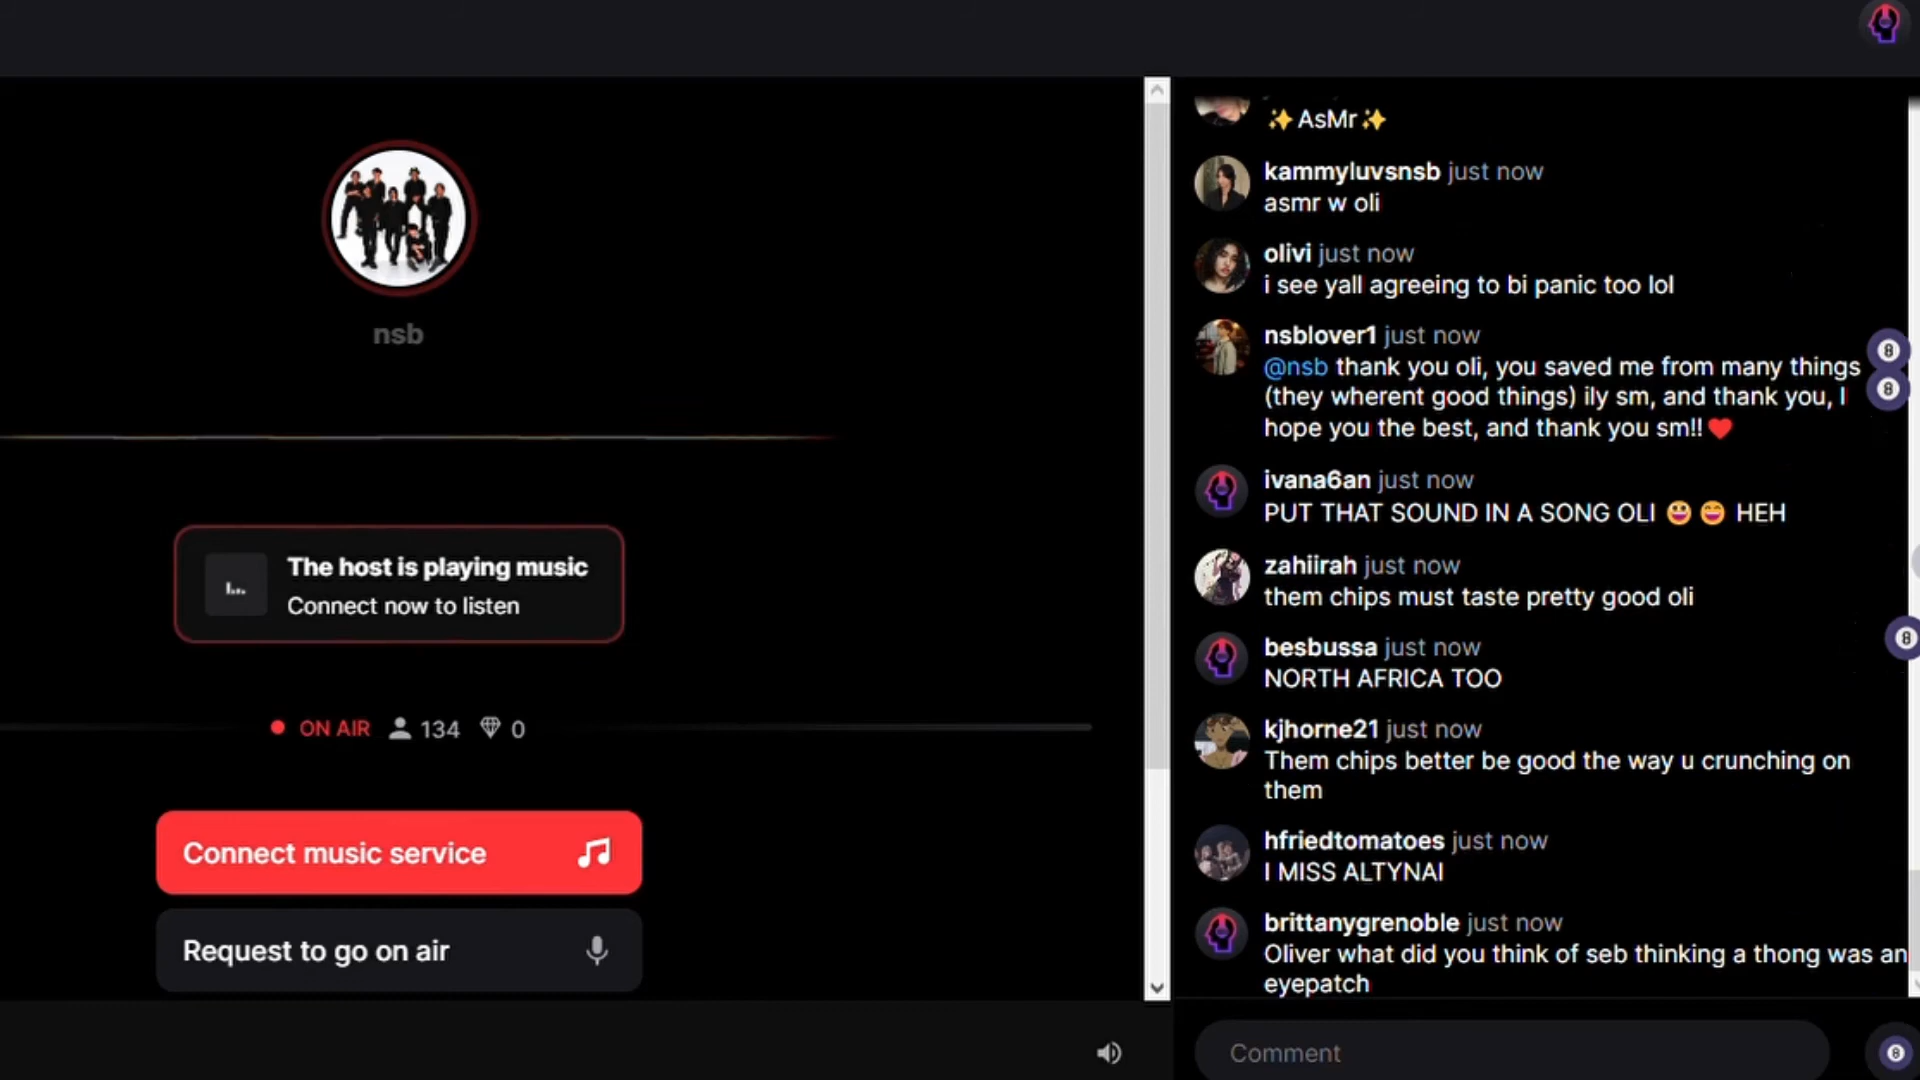 nsb
The host is playing music
Connect now to listen
ON AIR 134 0
Connect music service
Request to go on air
✨AsMr✨
kammyluvsnsb just now
asmr w oli
olivi just now
i see yall agreeing to bi panic too lol
nsblover1 just now
@nsb thank you oli, you saved me from many things
(they wherent good things) ily sm, and thank you, I
hope you the best, and thank you sm!!❤️
ivana6an just now
PUT THAT SOUND IN A SONG OLI 😃 😄 HEH
zahiirah just now
them chips must taste pretty good oli
besbussa just now
NORTH AFRICA TOO
kjhorne21 just now
Them chips better be good the way u crunching on
them
hfriedtomatoes just now
I MISS ALTYNAI
brittanygrenoble just now
Oliver what did you think of seb thinking a thong was an
eyepatch
Comment
8
8
8
8